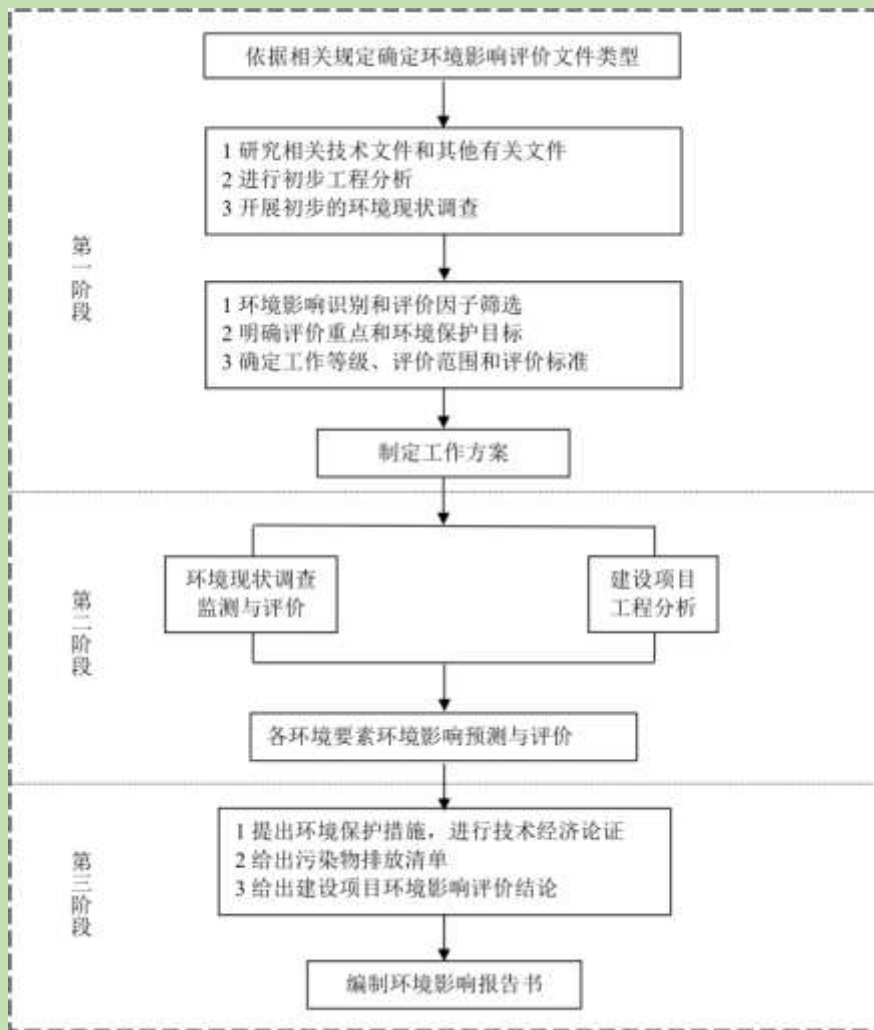 依据相关规定确定环境影响评价文件类型
1 研究相关技术文件和其他有关文件
2 进行初步工程分析
3 开展初步的环境现状调查
第一阶段
1 环境影响识别和评价因子筛选
2 明确评价重点和环境保护目标
3 确定工作等级、评价范围和评价标准
制定工作方案
第二阶段
环境现状调查
监测与评价
建设项目
工程分析
各环境要素环境影响预测与评价
第三阶段
1 提出环境保护措施，进行技术经济论证
2 给出污染物排放清单
3 给出建设项目环境影响评价结论
编制环境影响报告书